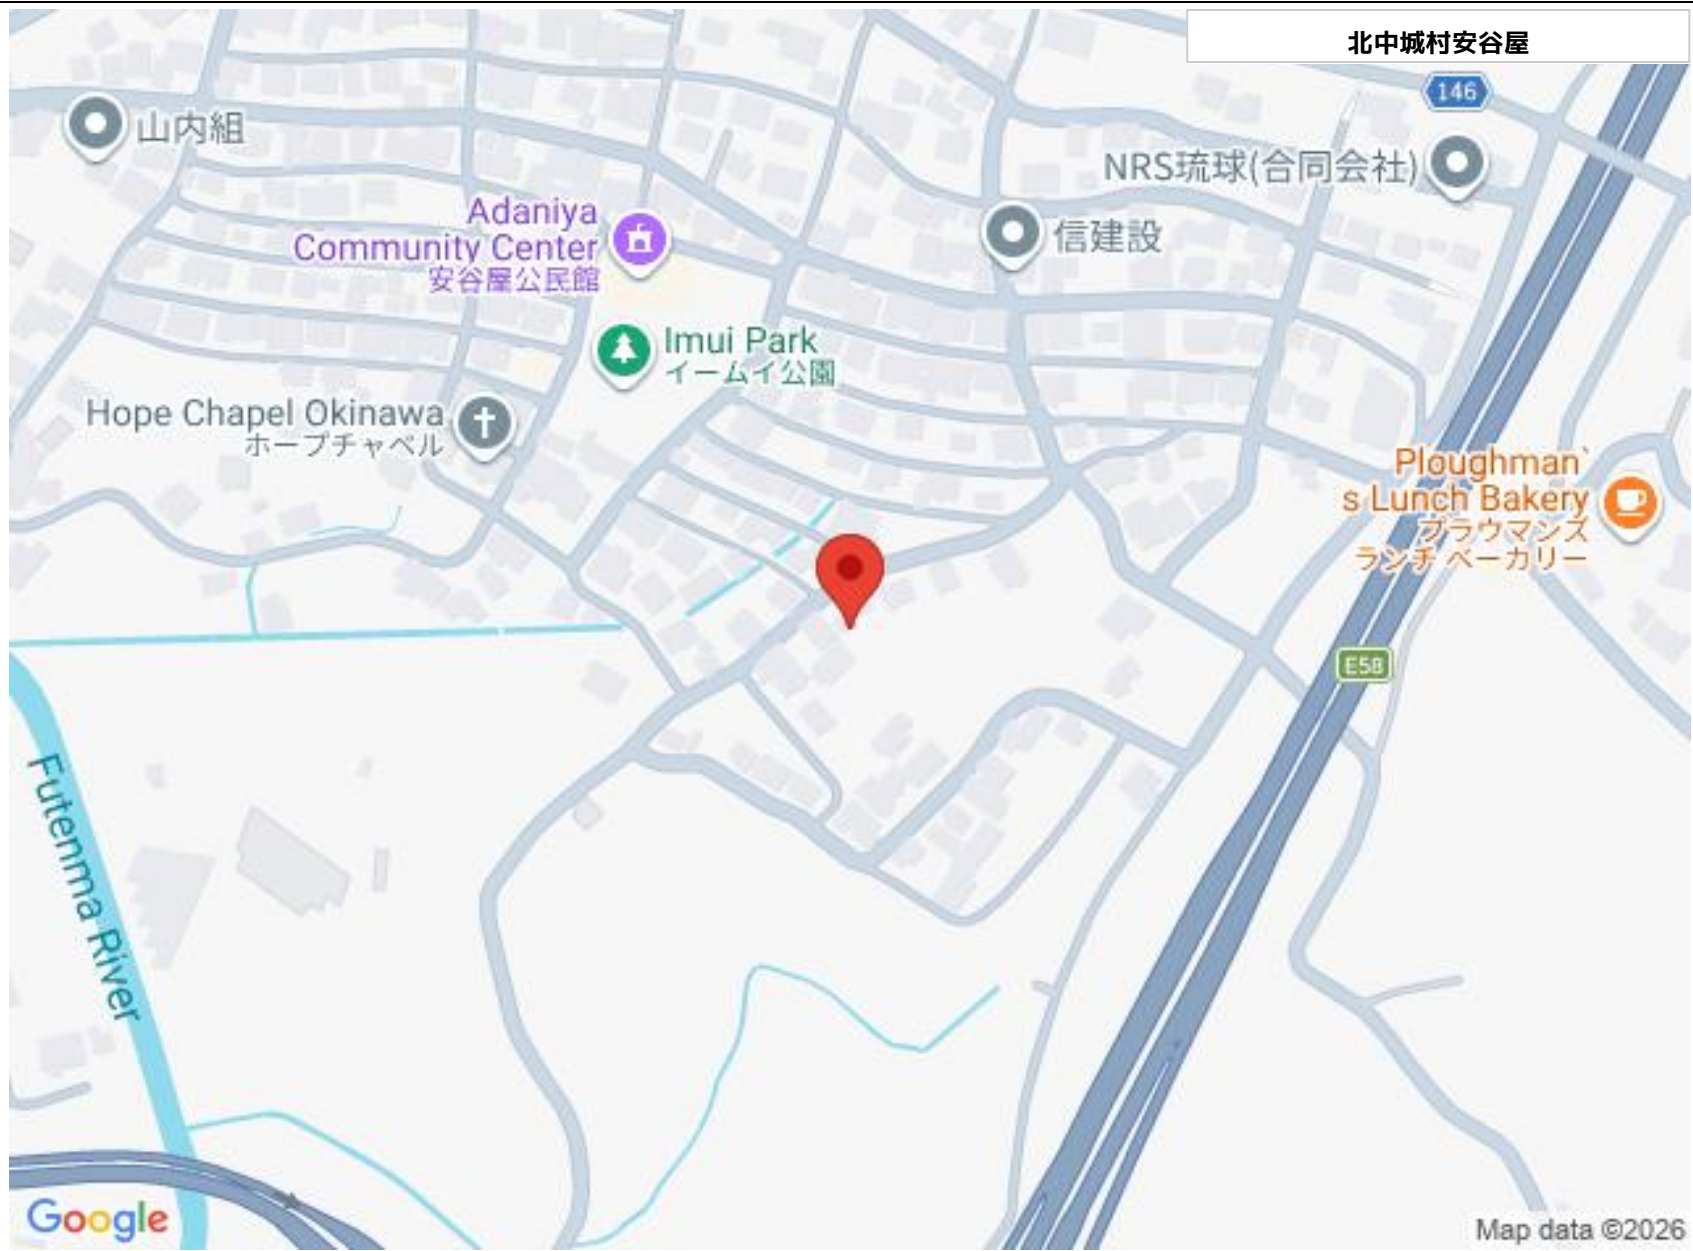 北中城村安谷屋
146
山内組
NRS琉球(合同会社)
Adaniya
Community Center
安谷屋公民館
信建設
Imui Park
イームイ公園
Hope Chapel Okinawa
ホープチャペル
Ploughman`
s Lunch Bakery
プラウマンズ
ランチ ベーカリー
E58
Futenma River
Google
Map data ©2026